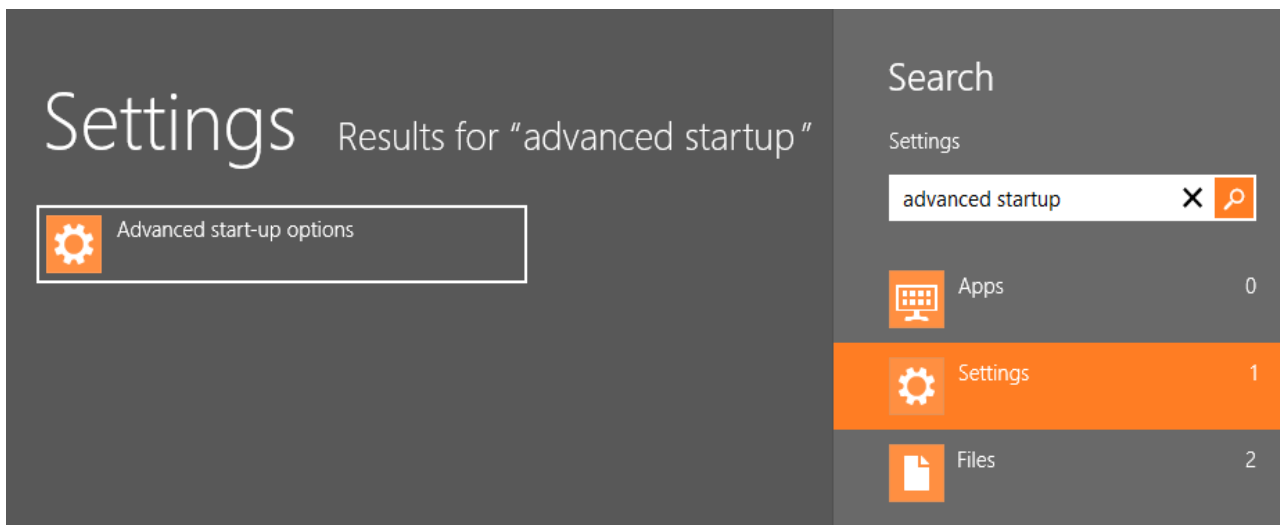 Settings Results for “advanced startup”
Advanced start-up options
Search
Settings
advanced startup
Apps 0
Settings 1
Files 2